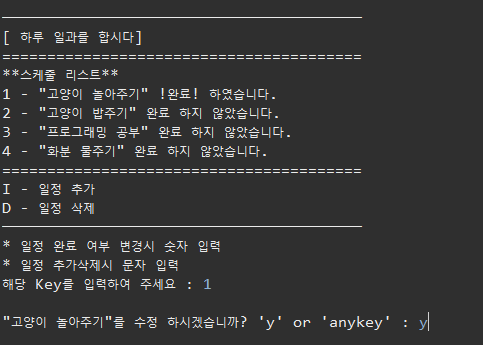 [ 하루 일과를 합시다]
========================================
**스케줄 리스트**
1 - "고양이 놀아주기" !완료! 하였습니다.
2 - "고양이 밥주기" 완료 하지 않았습니다.
3 - "프로그래밍 공부" 완료 하지 않았습니다.
4 - "화분 물주기" 완료 하지 않았습니다.
========================================
I - 일정 추가
D - 일정 삭제
* 일정 완료 여부 변경시 숫자 입력
* 일정 추가삭제시 문자 입력
해당 Key를 입력하여 주세요 : 1
"고양이 놀아주기"를 수정 하시겠습니까? 'y' or 'anykey' : y